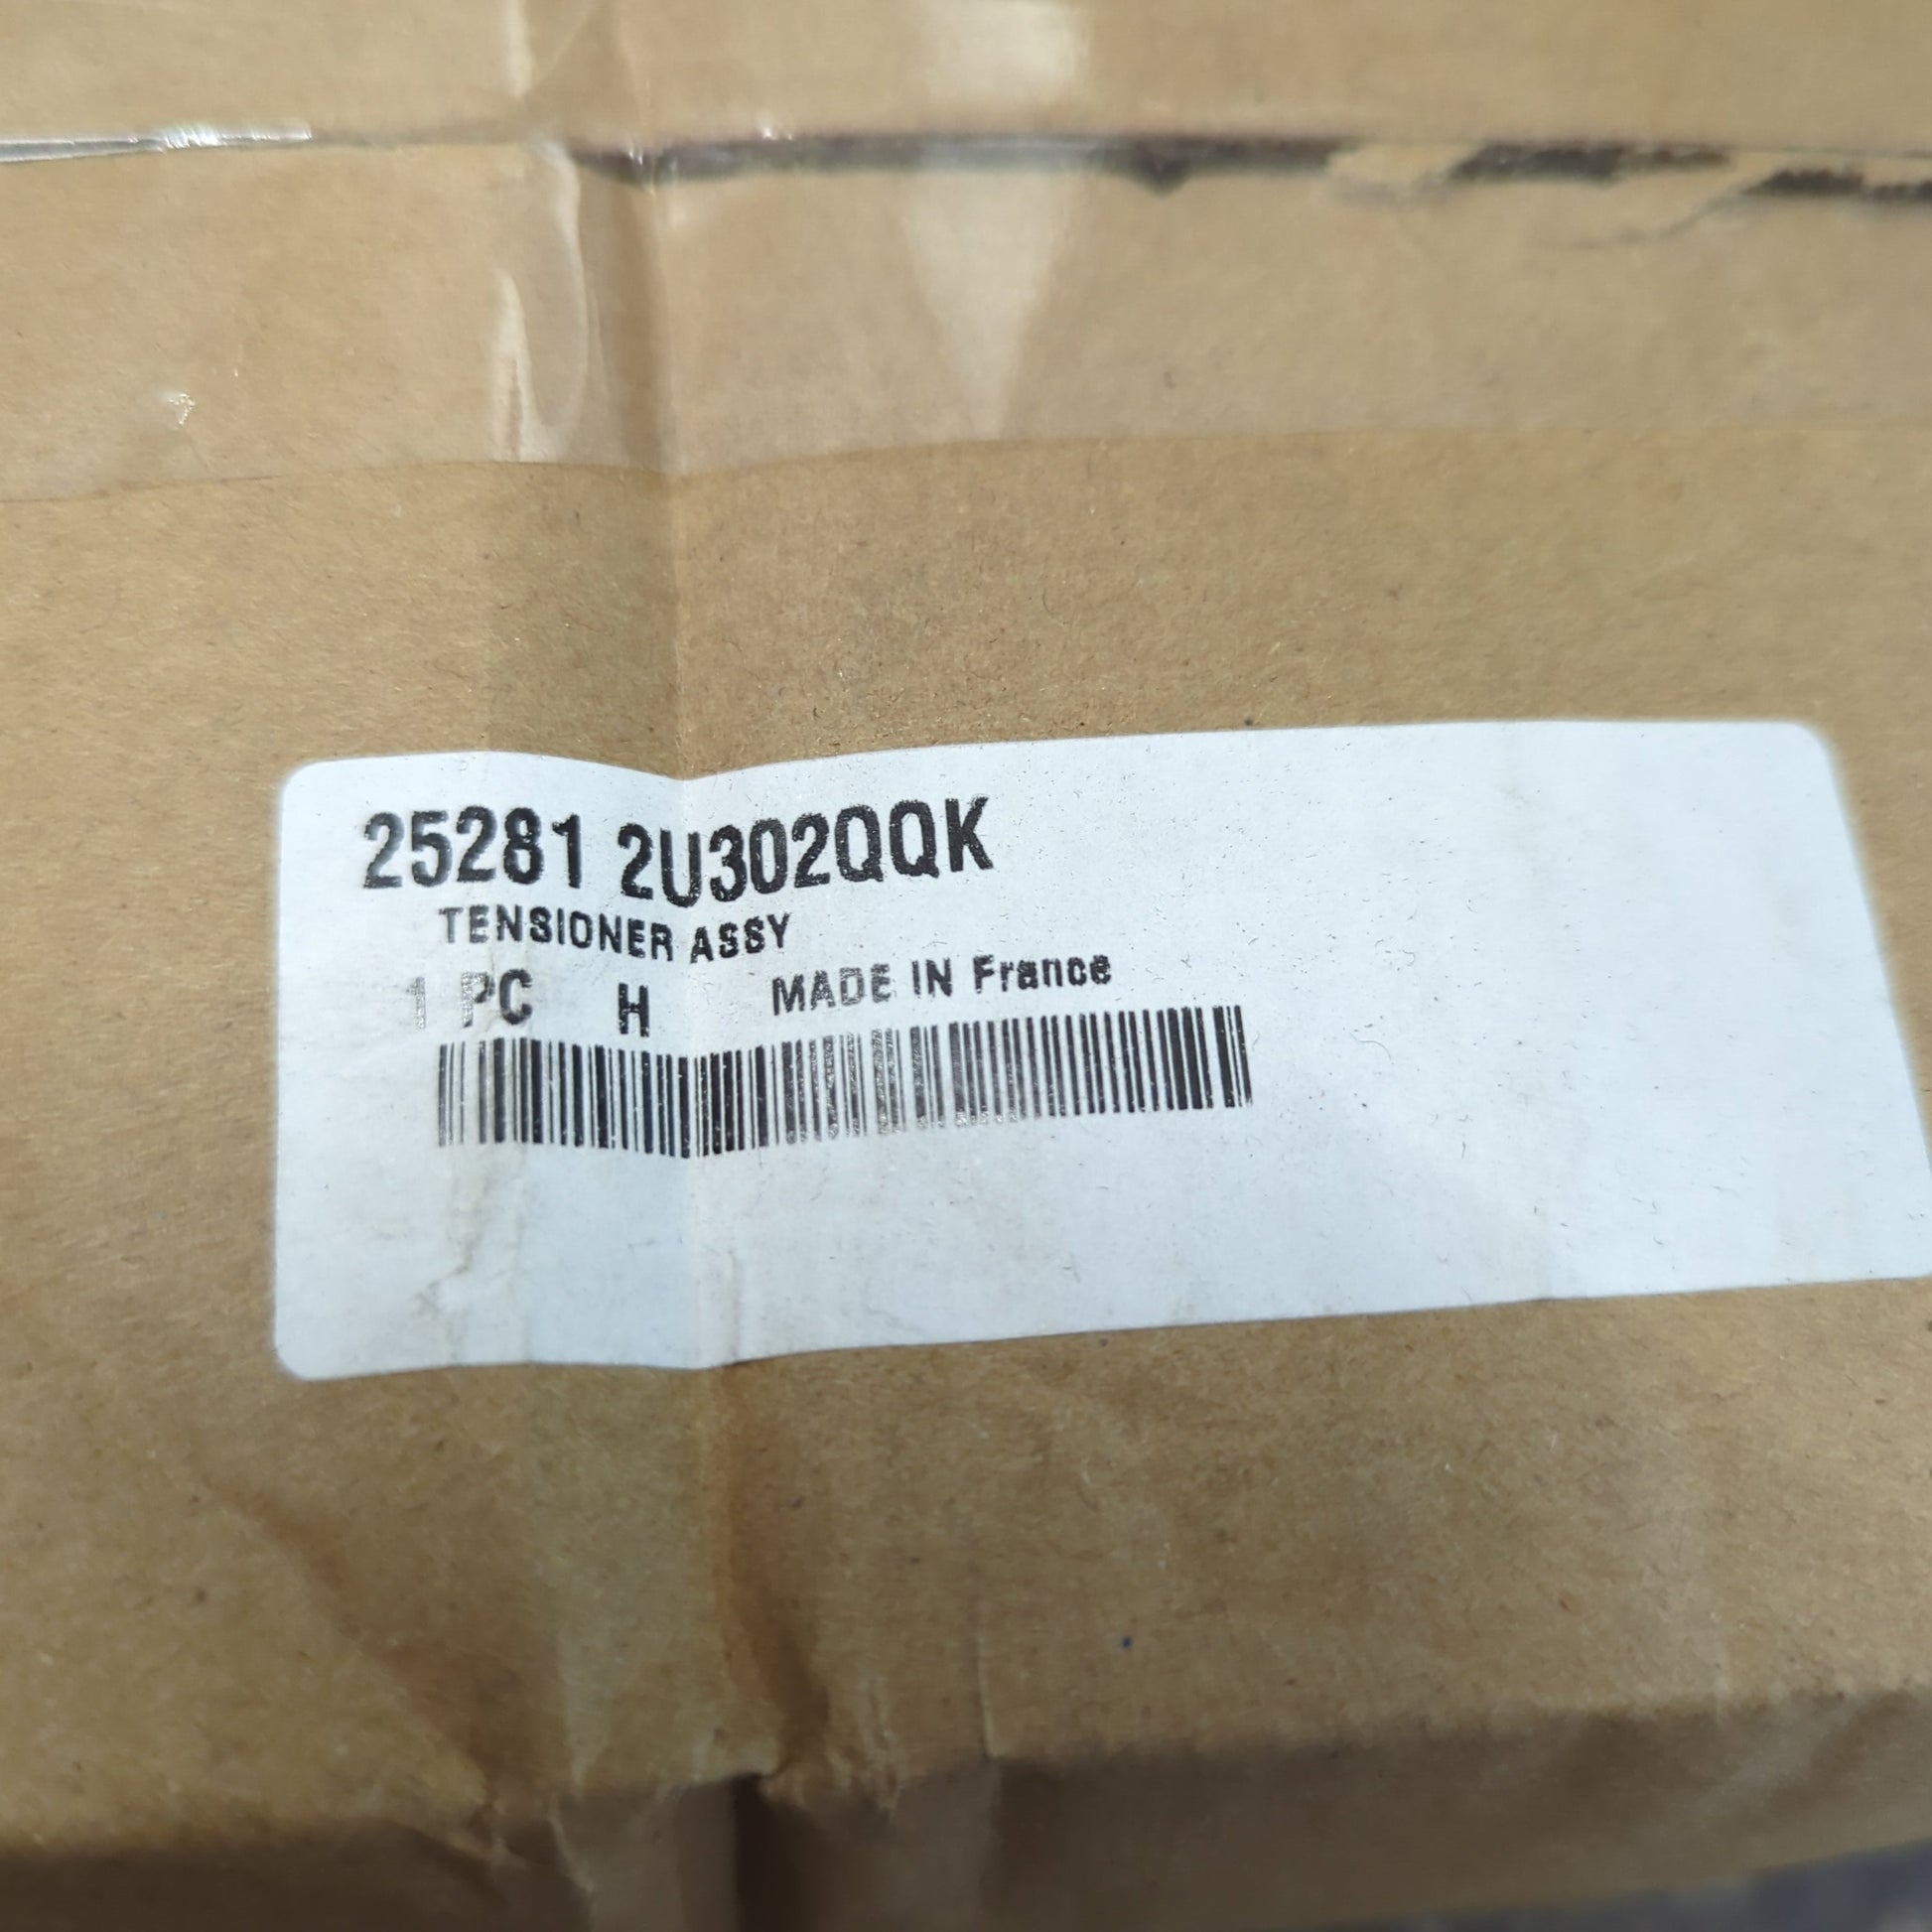 25281 2U302QQK
TENSIONER ASSY
1 PC H MADE IN France